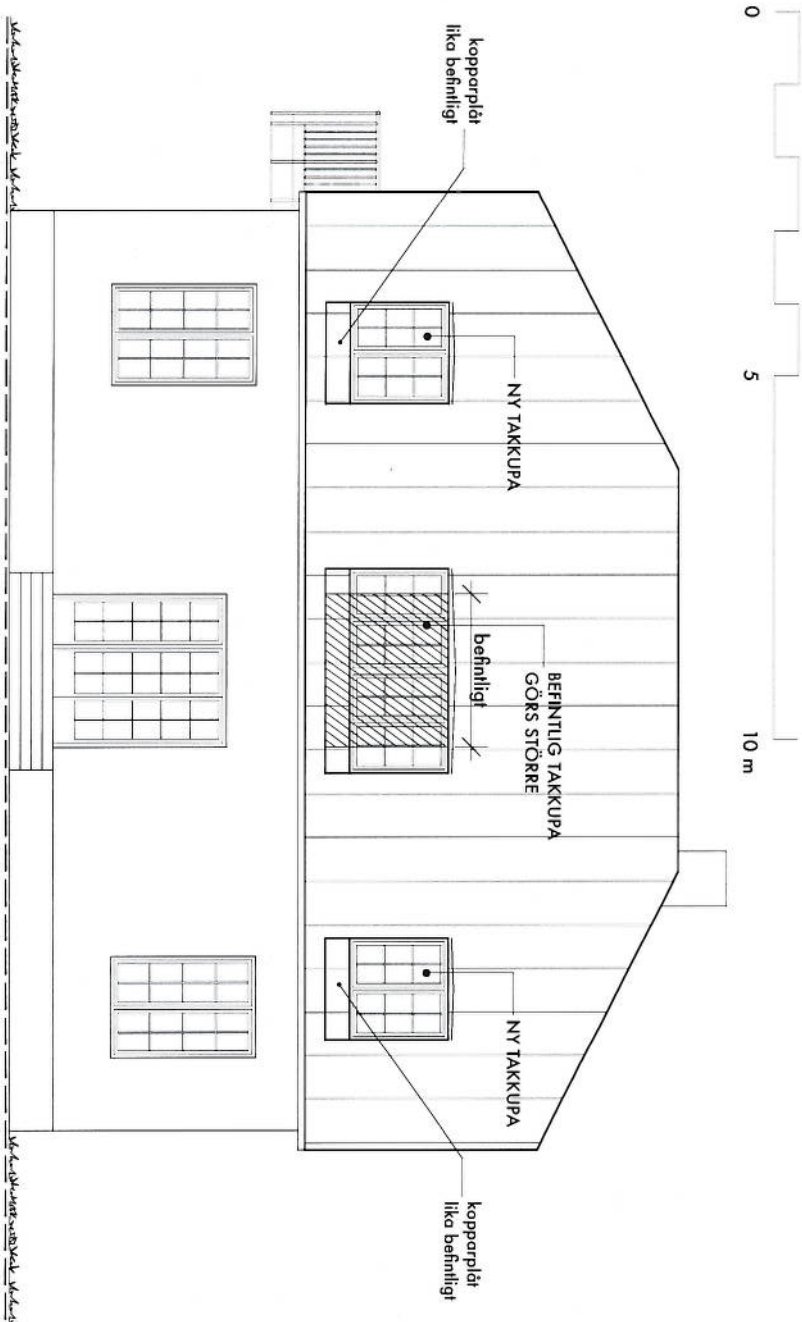 0
5
10 m
kopparplåt
lika befintligt
NY TAKKUPA
BEFINTLIG TAKKUPA
GÖRS STÖRRE
befintligt
NY TAKKUPA
kopparplåt
lika befintligt